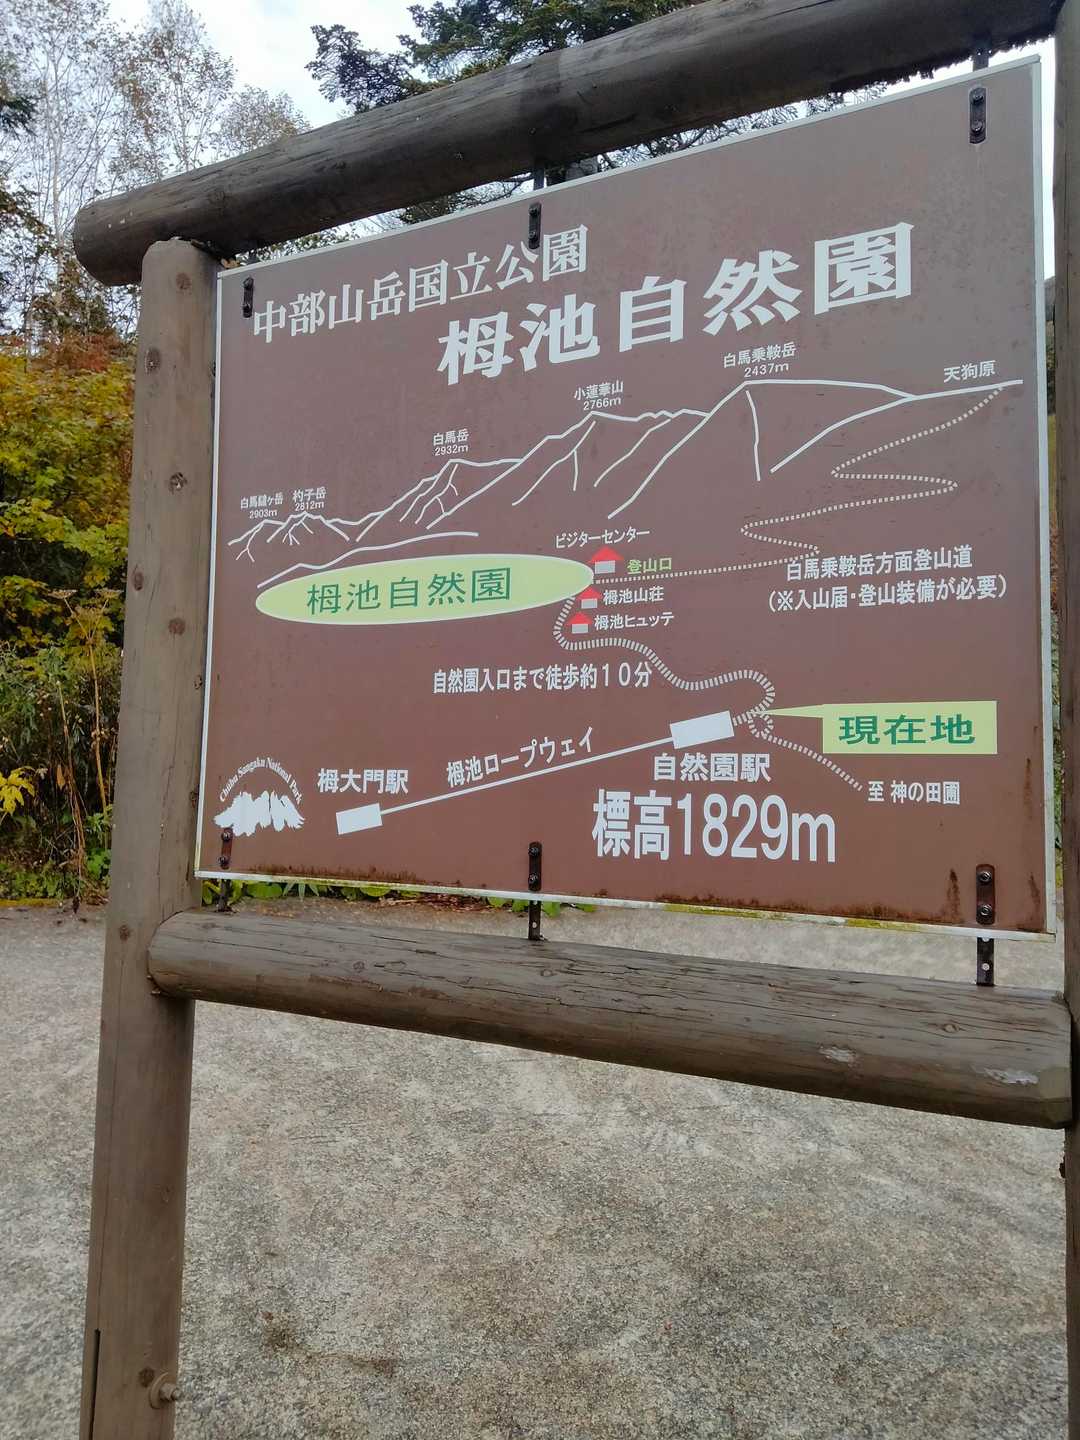 中部山岳国立公園
栂池自然園
白馬乗鞍岳
2437m
天狗原
小蓮華山
2766m
白馬岳
2932m
白馬鑓ヶ岳
2903m
杓子岳
2812m
ビジターセンター
登山口
栂池自然園
栂池山荘
栂池ヒュッテ
白馬乗鞍岳方面登山道
（※入山届・登山装備が必要）
自然園入口まで徒歩約10分
現在地
栂池ロープウェイ
自然園駅
栂大門駅
至 神の田圃
標高1829m
Chubu Sangaku National Park